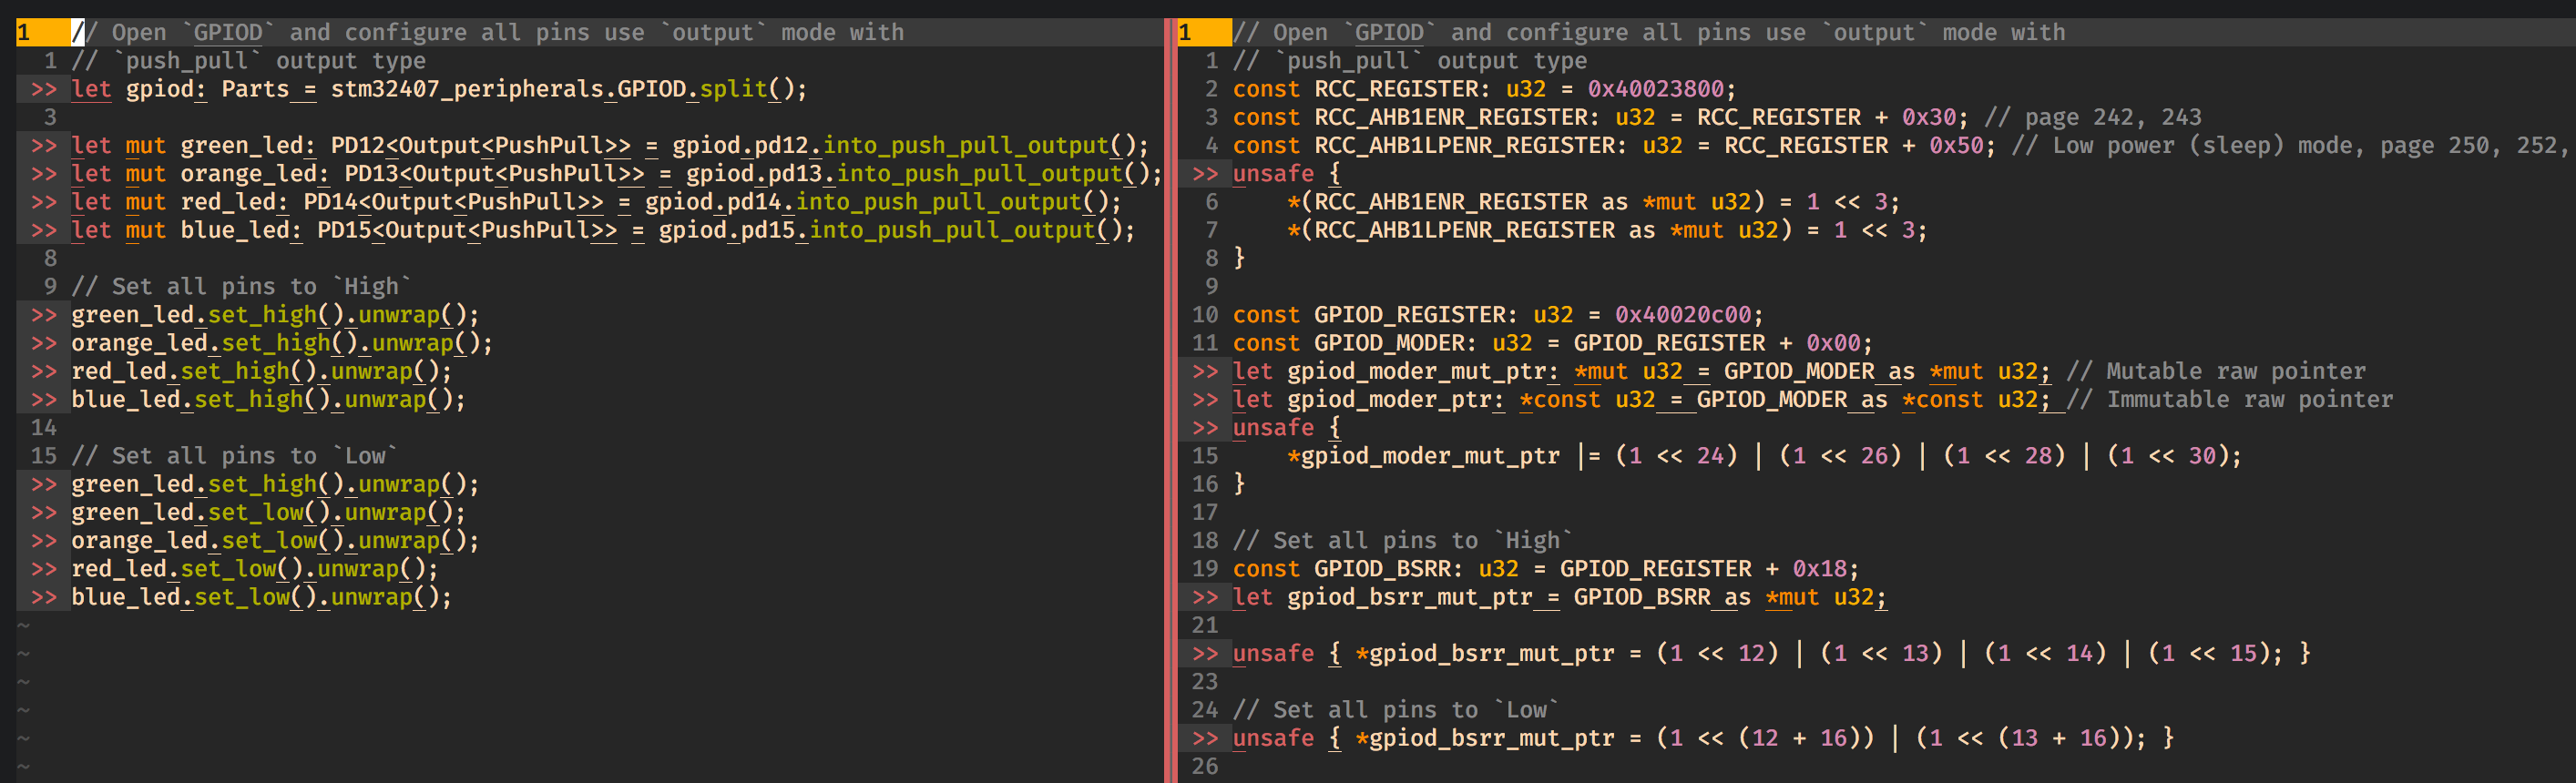 1 // Open `GPIOD` and configure all pins use `output` mode with
1 // `push_pull` output type
>> let gpiod: Parts = stm32407_peripherals.GPIOD.split();
3
>> let mut green_led: PD12<Output<PushPull>> = gpiod.pd12.into_push_pull_output();
>> let mut orange_led: PD13<Output<PushPull>> = gpiod.pd13.into_push_pull_output();
>> let mut red_led: PD14<Output<PushPull>> = gpiod.pd14.into_push_pull_output();
>> let mut blue_led: PD15<Output<PushPull>> = gpiod.pd15.into_push_pull_output();
8
9 // Set all pins to `High`
>> green_led.set_high().unwrap();
>> orange_led.set_high().unwrap();
>> red_led.set_high().unwrap();
>> blue_led.set_high().unwrap();
14
15 // Set all pins to `Low`
>> green_led.set_high().unwrap();
>> green_led.set_low().unwrap();
>> orange_led.set_low().unwrap();
>> red_led.set_low().unwrap();
>> blue_led.set_low().unwrap();
~
~
~
~
~
~
1 // Open `GPIOD` and configure all pins use `output` mode with
1 // `push_pull` output type
2 const RCC_REGISTER: u32 = 0x40023800;
3 const RCC_AHB1ENR_REGISTER: u32 = RCC_REGISTER + 0x30; // page 242, 243
4 const RCC_AHB1LPENR_REGISTER: u32 = RCC_REGISTER + 0x50; // Low power (sleep) mode, page 250, 252,
>> unsafe {
6     *(RCC_AHB1ENR_REGISTER as *mut u32) = 1 << 3;
7     *(RCC_AHB1LPENR_REGISTER as *mut u32) = 1 << 3;
8 }
9
10 const GPIOD_REGISTER: u32 = 0x40020c00;
11 const GPIOD_MODER: u32 = GPIOD_REGISTER + 0x00;
>> let gpiod_moder_mut_ptr: *mut u32 = GPIOD_MODER as *mut u32; // Mutable raw pointer
>> let gpiod_moder_ptr: *const u32 = GPIOD_MODER as *const u32; // Immutable raw pointer
>> unsafe {
15     *gpiod_moder_mut_ptr |= (1 << 24) | (1 << 26) | (1 << 28) | (1 << 30);
16 }
17
18 // Set all pins to `High`
19 const GPIOD_BSRR: u32 = GPIOD_REGISTER + 0x18;
>> let gpiod_bsrr_mut_ptr = GPIOD_BSRR as *mut u32;
21
>> unsafe { *gpiod_bsrr_mut_ptr = (1 << 12) | (1 << 13) | (1 << 14) | (1 << 15); }
23
24 // Set all pins to `Low`
>> unsafe { *gpiod_bsrr_mut_ptr = (1 << (12 + 16)) | (1 << (13 + 16)); }
26